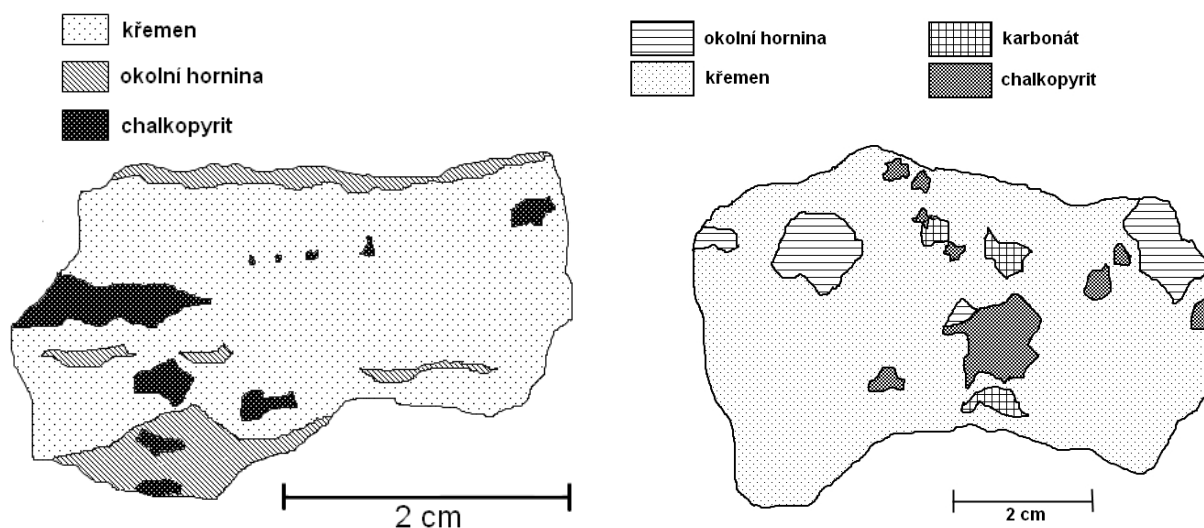 křemen
okolní hornina
chalkopyrit
2 cm
okolní hornina
karbonát
křemen
chalkopyrit
2 cm